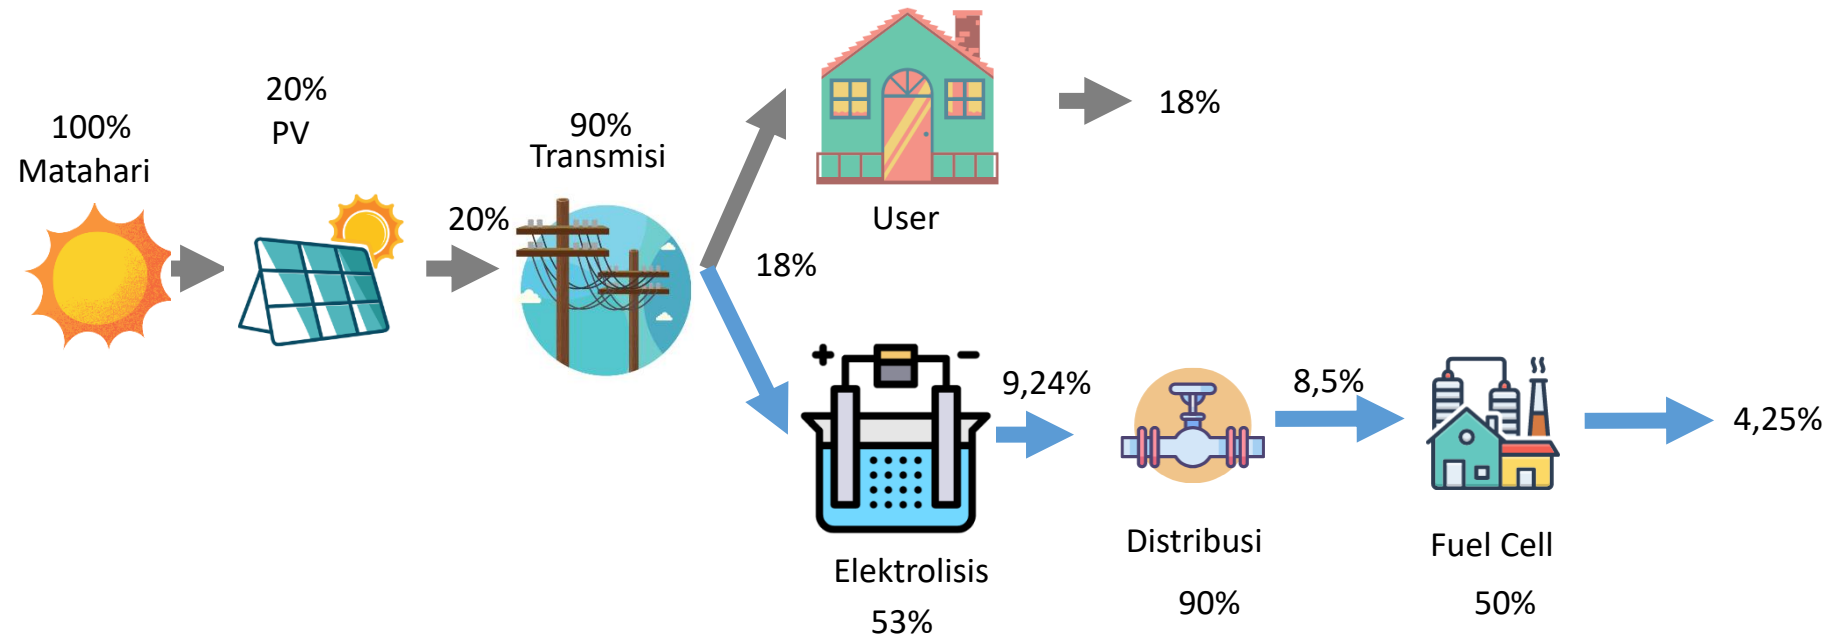 100%
Matahari
20%
PV
20%
90%
Transmisi
18%
User
18%
Elektrolisis
53%
9,24%
Distribusi
90%
8,5%
Fuel Cell
50%
4,25%